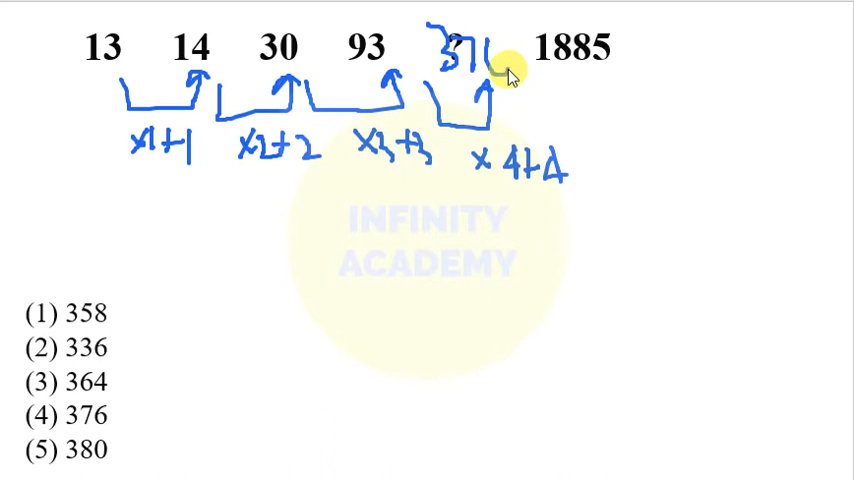 13 14 30 93 ? 1885
37
×1+1 ×2+2 ×3+3 ×4+4
INFINITY
ACADEMY
(1) 358
(2) 336
(3) 364
(4) 376
(5) 380